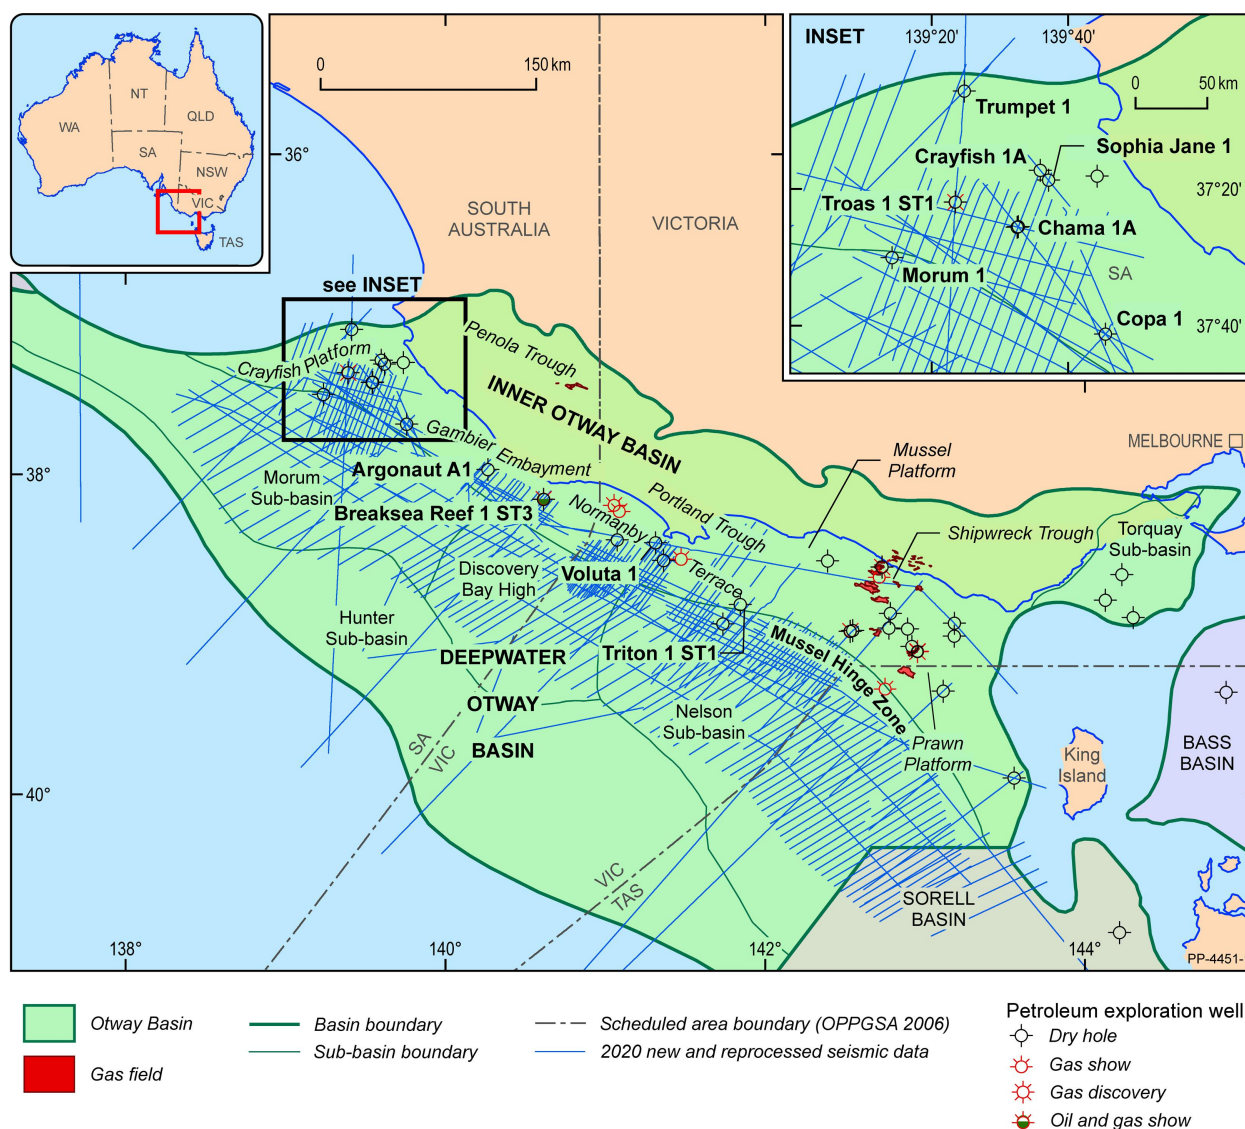 NT
WA
QLD
SA
NSW
VIC
TAS
0
150 km
36°
SOUTH
AUSTRALIA
VICTORIA
INSET
139°20'
139°40'
0
50 km
Trumpet 1
Sophia Jane 1
Crayfish 1A
37°20'
Troas 1 ST1
Chama 1A
SA
Morum 1
Copa 1
37°40'
see INSET
Crayfish Platform
Penola Trough
INNER OTWAY BASIN
Gambier Embayment
38°
Argonaut A1
Morum
Sub-basin
Breaksea Reef 1 ST3
Normanby Terrace
Portland Trough
Mussel
Platform
MELBOURNE
Shipwreck Trough
Torquay
Sub-basin
Discovery
Bay High
Voluta 1
Hunter
Sub-basin
Triton 1 ST1
Mussel Hinge Zone
DEEPWATER
OTWAY
BASIN
Nelson
Sub-basin
SA
VIC
Prawn
Platform
King
Island
BASS
BASIN
40°
VIC
TAS
SORELL
BASIN
138°
140°
142°
144°
PP-4451-
Otway Basin
Gas field
Basin boundary
Sub-basin boundary
Scheduled area boundary (OPPGSA 2006)
2020 new and reprocessed seismic data
Petroleum exploration well
Dry hole
Gas show
Gas discovery
Oil and gas show